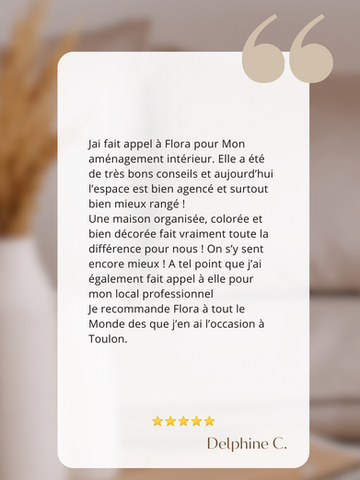 Jai fait appel à Flora pour Mon
aménagement intérieur. Elle a été
de très bons conseils et aujourd’hui
l’espace est bien agencé et surtout
bien mieux rangé !
Une maison organisée, colorée et
bien décorée fait vraiment toute la
différence pour nous ! On s’y sent
encore mieux ! A tel point que j’ai
également fait appel à elle pour
mon local professionnel
Je recommande Flora à tout le
Monde des que j’en ai l’occasion à
Toulon.
Delphine C.